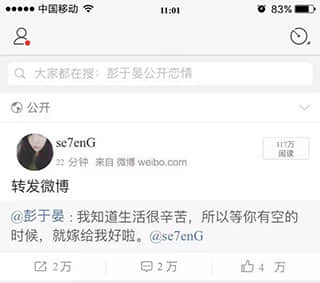 中国移动
11:01
83%
大家都在搜：彭于晏公开恋情
公开
se7enG
22 分钟 来自 微博 weibo.com
117万
阅读
转发微博
@彭于晏：我知道生活很辛苦，所以等你有空的
时候，就嫁给我好啦。@se7enG
2 万
2 万
4 万